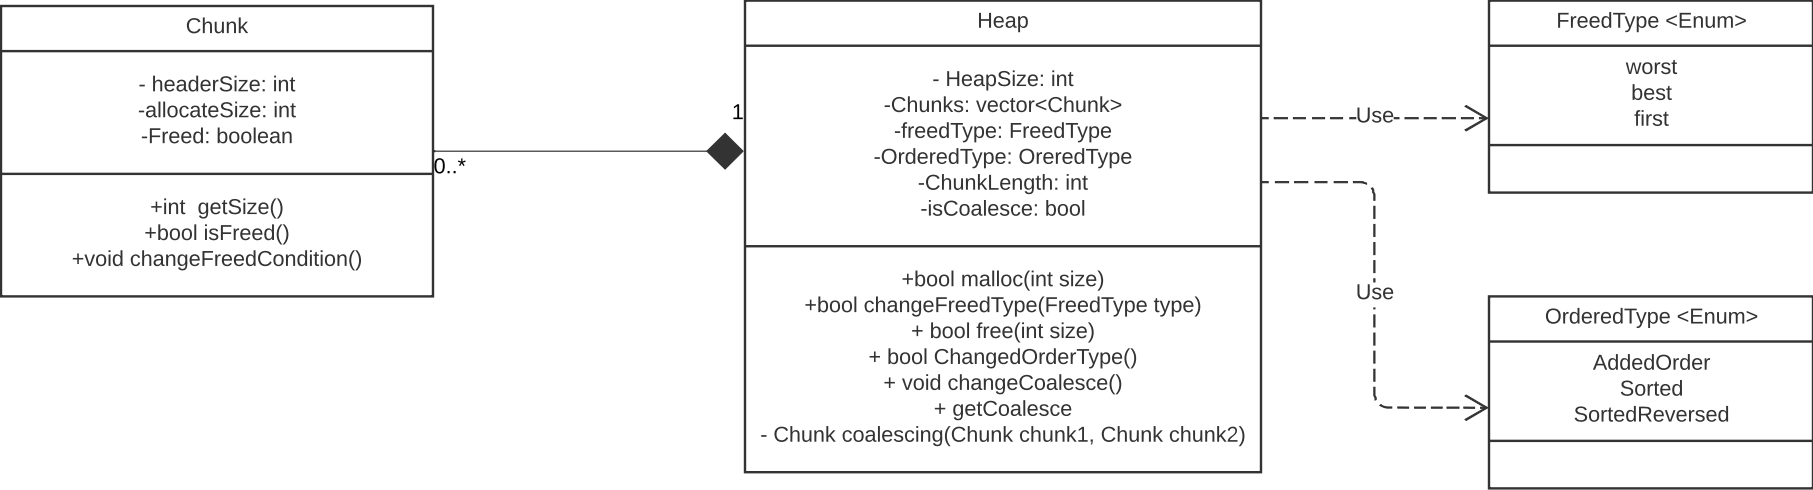 Chunk
- headerSize: int
-allocateSize: int
-Freed: boolean
+int  getSize()
+bool isFreed()
+void changeFreedCondition()
0..*
1
Heap
- HeapSize: int
-Chunks: vector<Chunk>
-freedType: FreedType
-OrderedType: OreredType
-ChunkLength: int
-isCoalesce: bool
+bool malloc(int size)
+bool changeFreedType(FreedType type)
+ bool free(int size)
+ bool ChangedOrderType()
+ void changeCoalesce()
+ getCoalesce
- Chunk coalescing(Chunk chunk1, Chunk chunk2)
Use
Use
FreedType <Enum>
worst
best
first
OrderedType <Enum>
AddedOrder
Sorted
SortedReversed